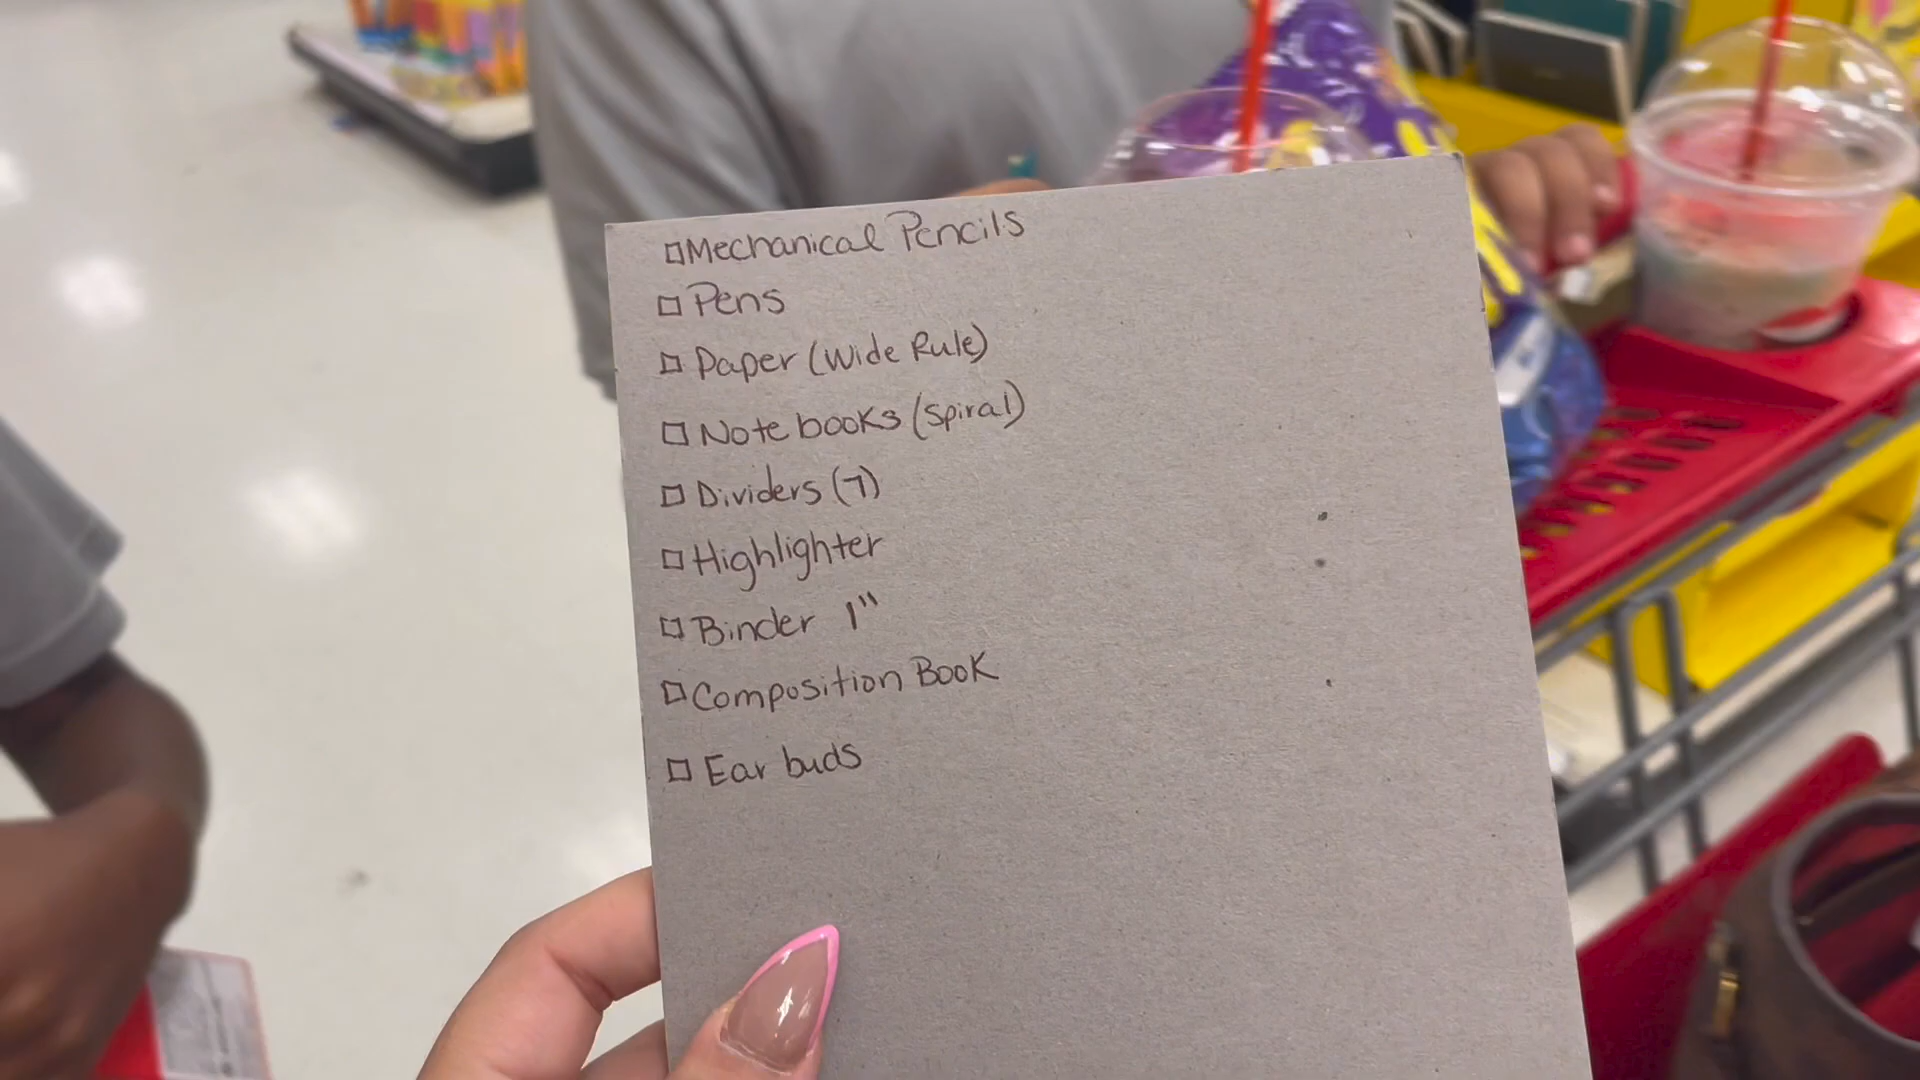 Mechanical Pencils
Pens
Paper (Wide Rule)
Note books (Spiral)
Dividers (7)
Highlighter
Binder 1"
Composition Book
Ear buds